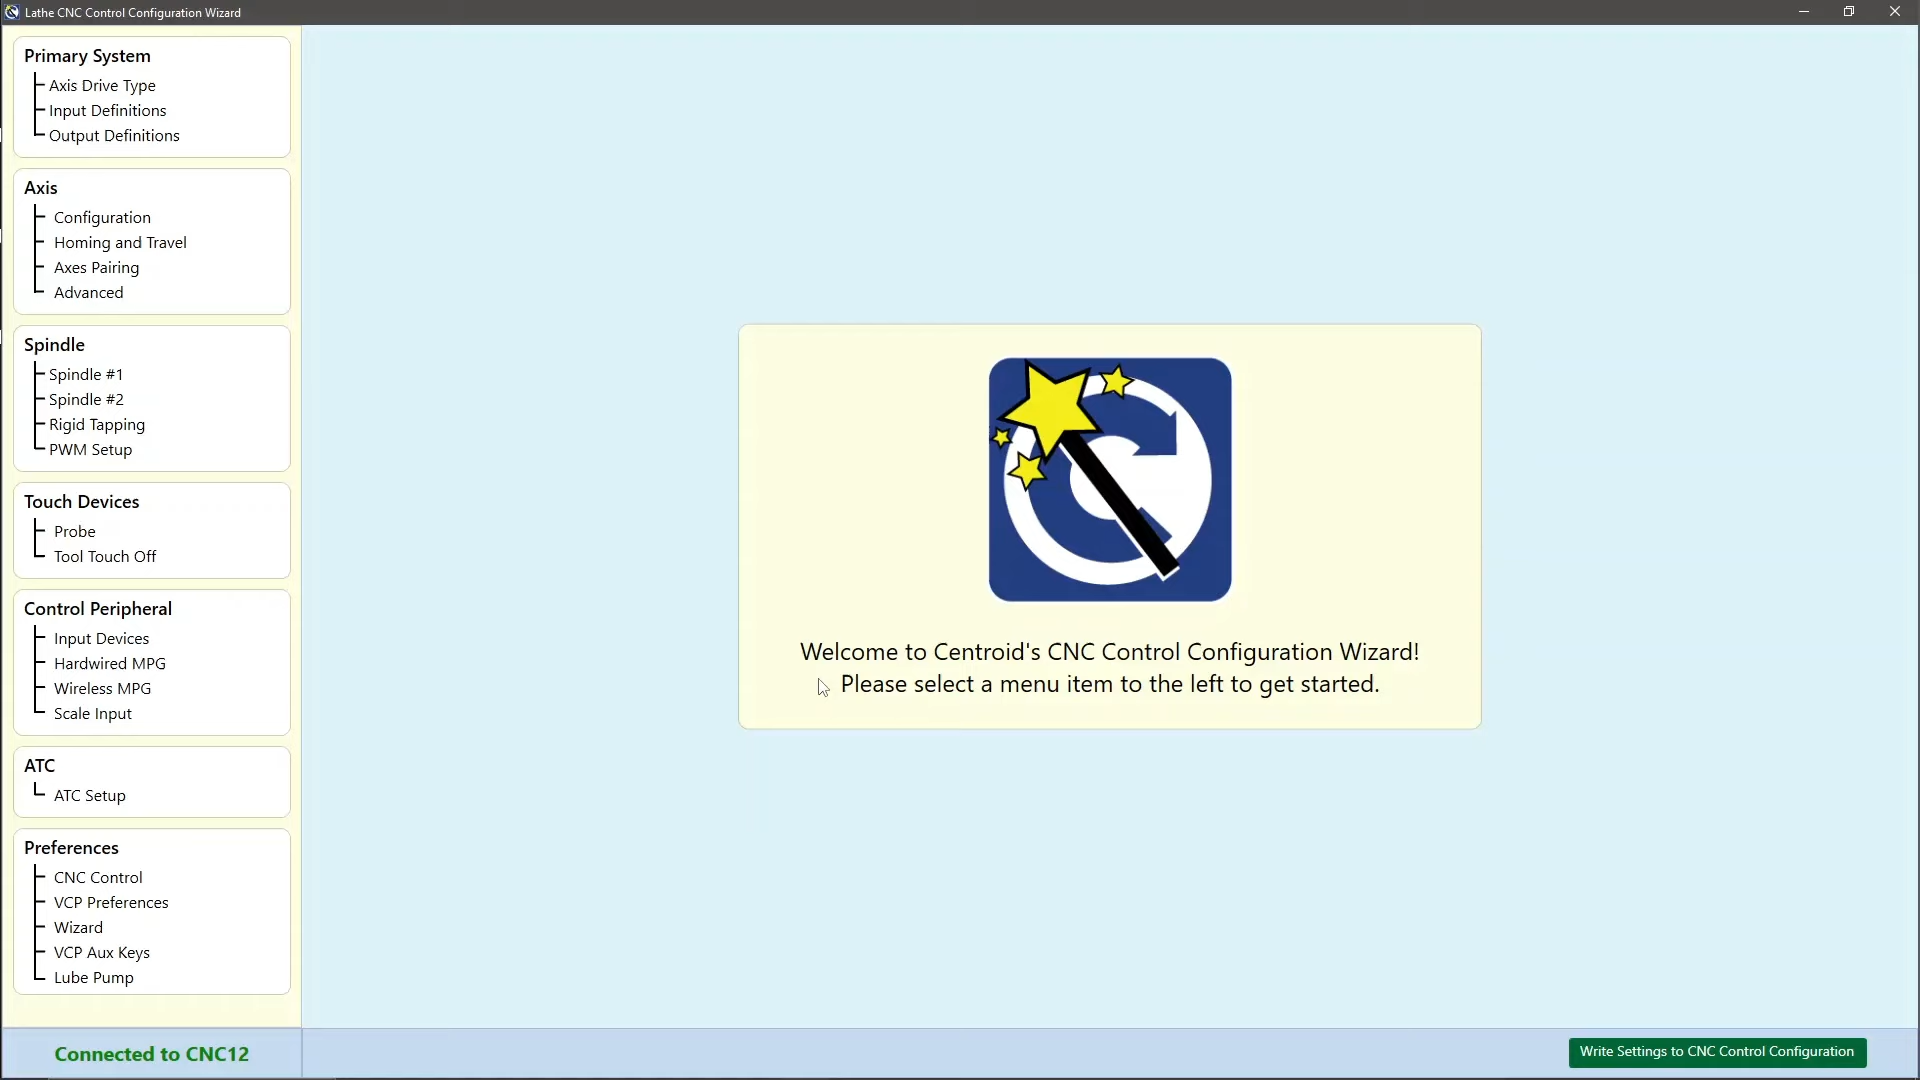 Lathe CNC Control Configuration Wizard
Primary System
Axis Drive Type
Input Definitions
Output Definitions
Axis
Configuration
Homing and Travel
Axes Pairing
Advanced
Spindle
Spindle #1
Spindle #2
Rigid Tapping
PWM Setup
Touch Devices
Probe
Tool Touch Off
Control Peripheral
Input Devices
Hardwired MPG
Wireless MPG
Scale Input
ATC
ATC Setup
Preferences
CNC Control
VCP Preferences
Wizard
VCP Aux Keys
Lube Pump
Welcome to Centroid's CNC Control Configuration Wizard!
Please select a menu item to the left to get started.
Connected to CNC12
Write Settings to CNC Control Configuration